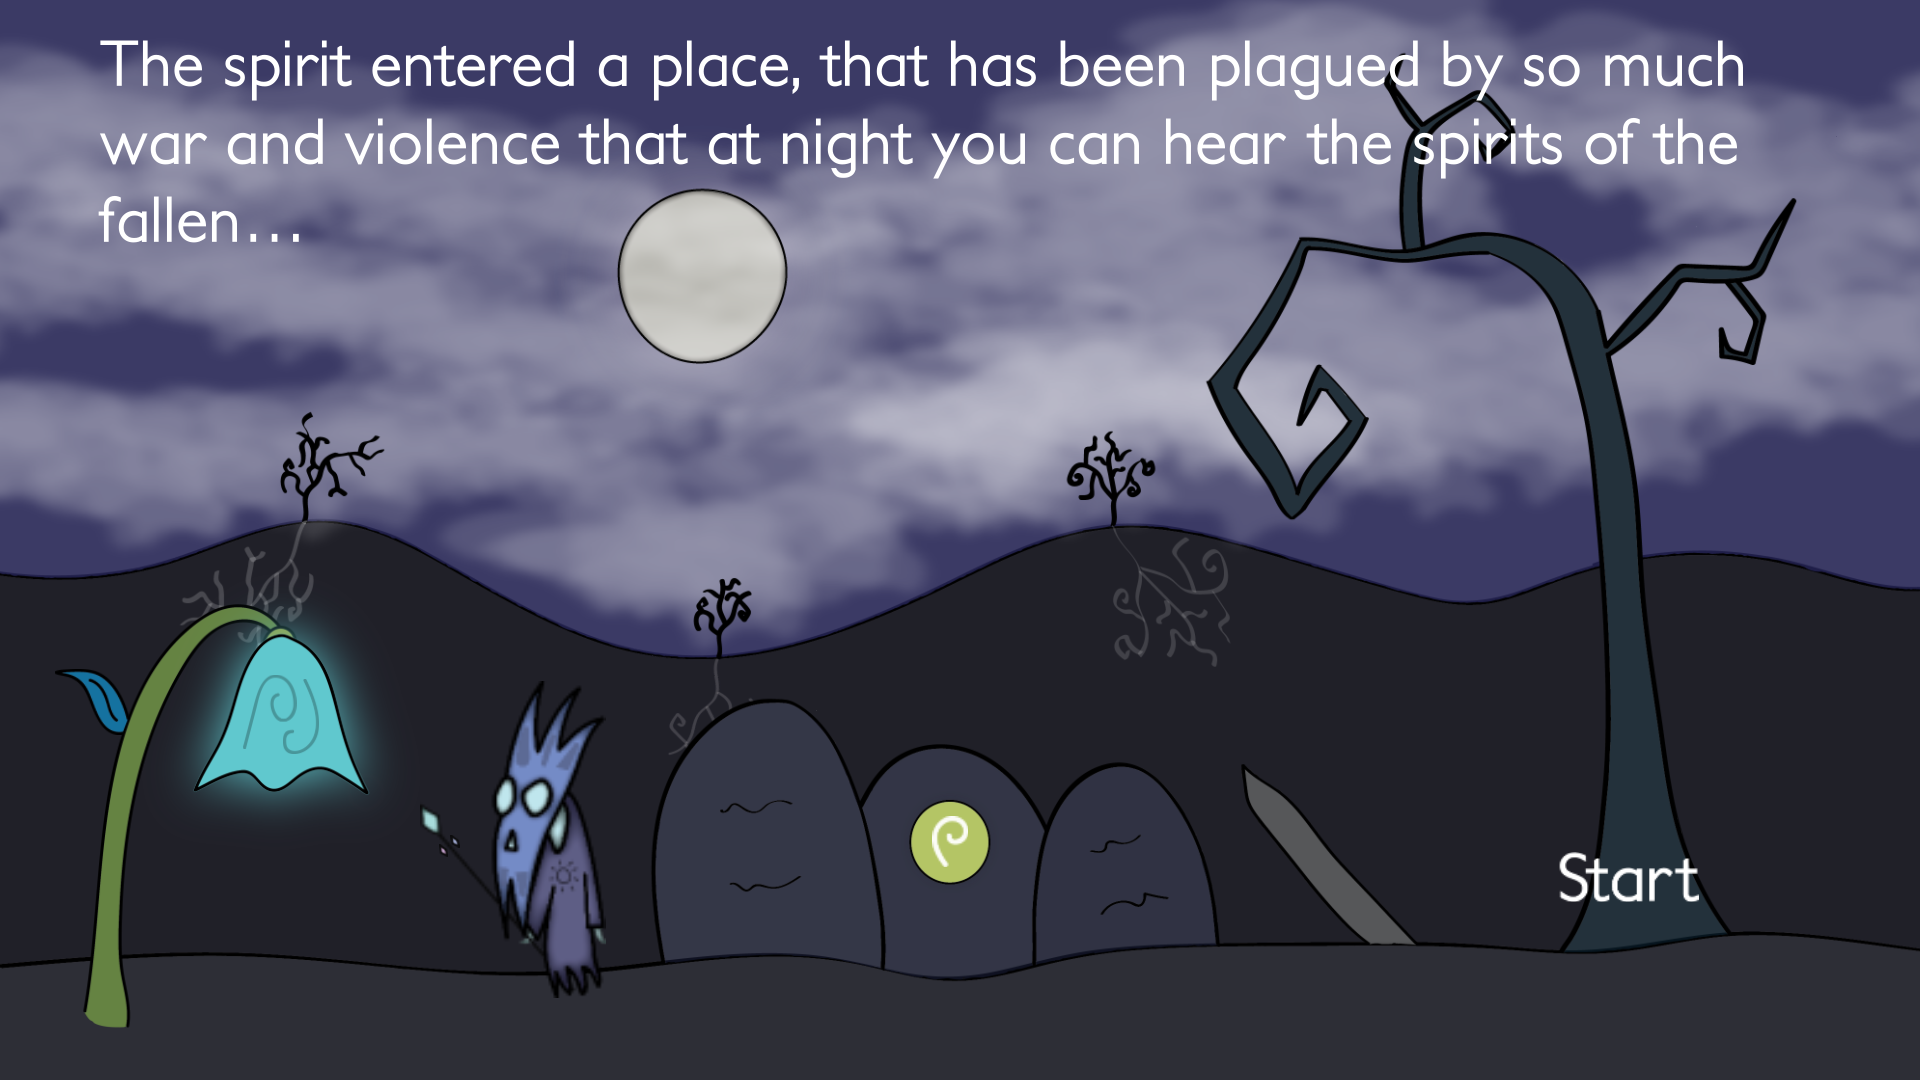 The spirit entered a place, that has been plagued by so much
war and violence that at night you can hear the spirits of the
fallen…
Start